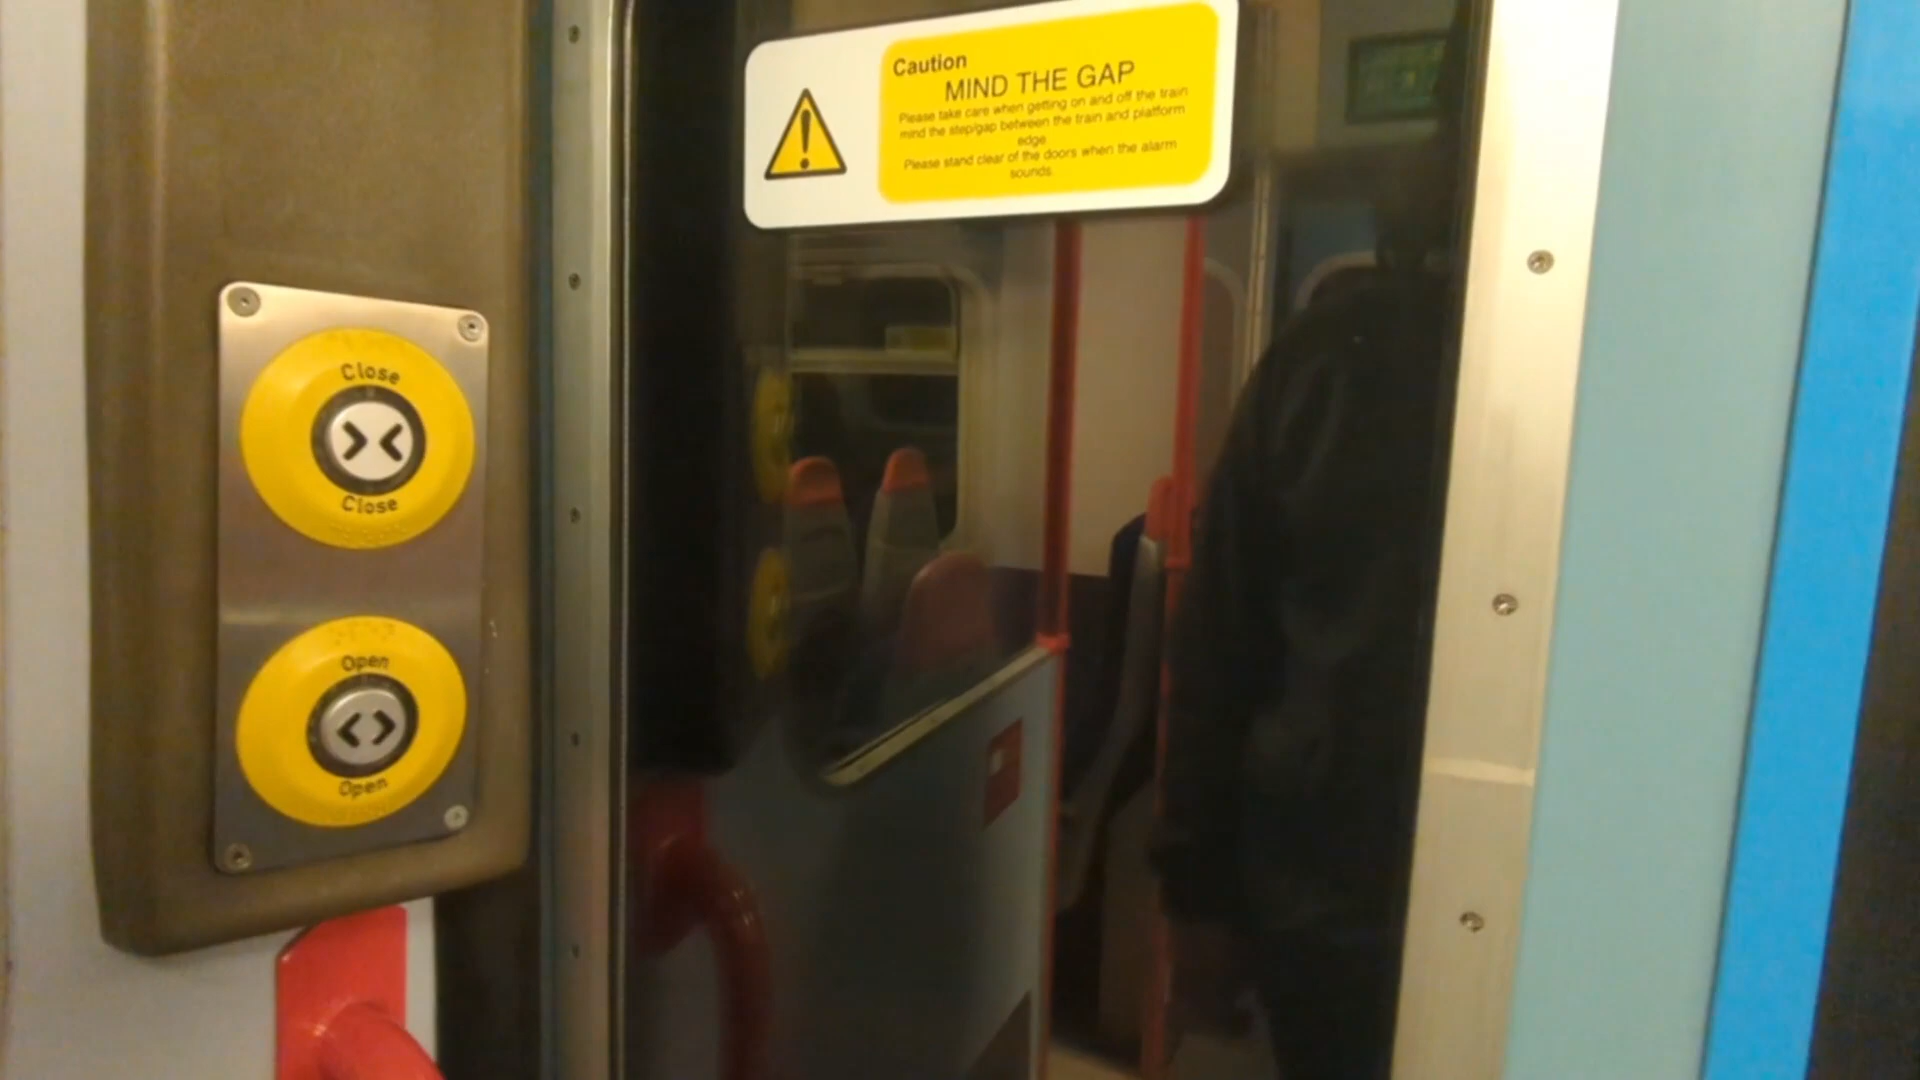 Caution
MIND THE GAP
Please take care when getting on and off the train
mind the step/gap between the train and platform
edge
Please stand clear of the doors when the alarm
sounds.
Close
Close
Open
Open